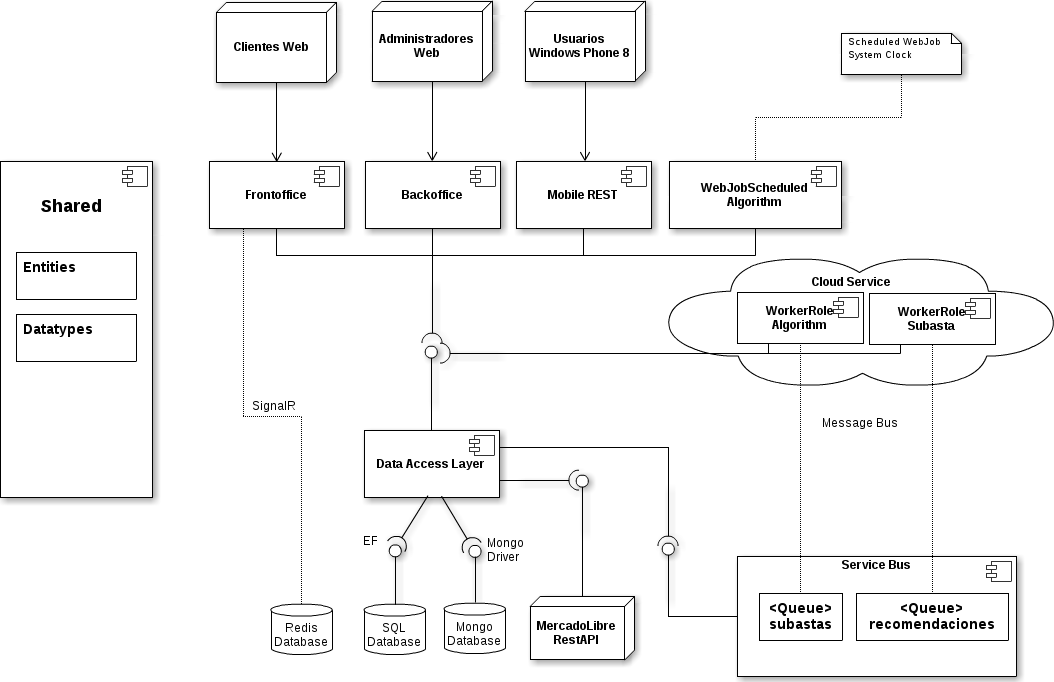 Clientes Web
Administradores
Web
Usuarios
Windows Phone 8
Scheduled WebJob
System Clock
Shared
Entities
Datatypes
Frontoffice
Backoffice
Mobile REST
WebJobScheduled
Algorithm
Cloud Service
WorkerRole
Algorithm
WorkerRole
Subasta
SignalR
Message Bus
Data Access Layer
EF
Mongo
Driver
Redis
Database
SQL
Database
Mongo
Database
MercadoLibre
RestAPI
Service Bus
<Queue>
subastas
<Queue>
recomendaciones